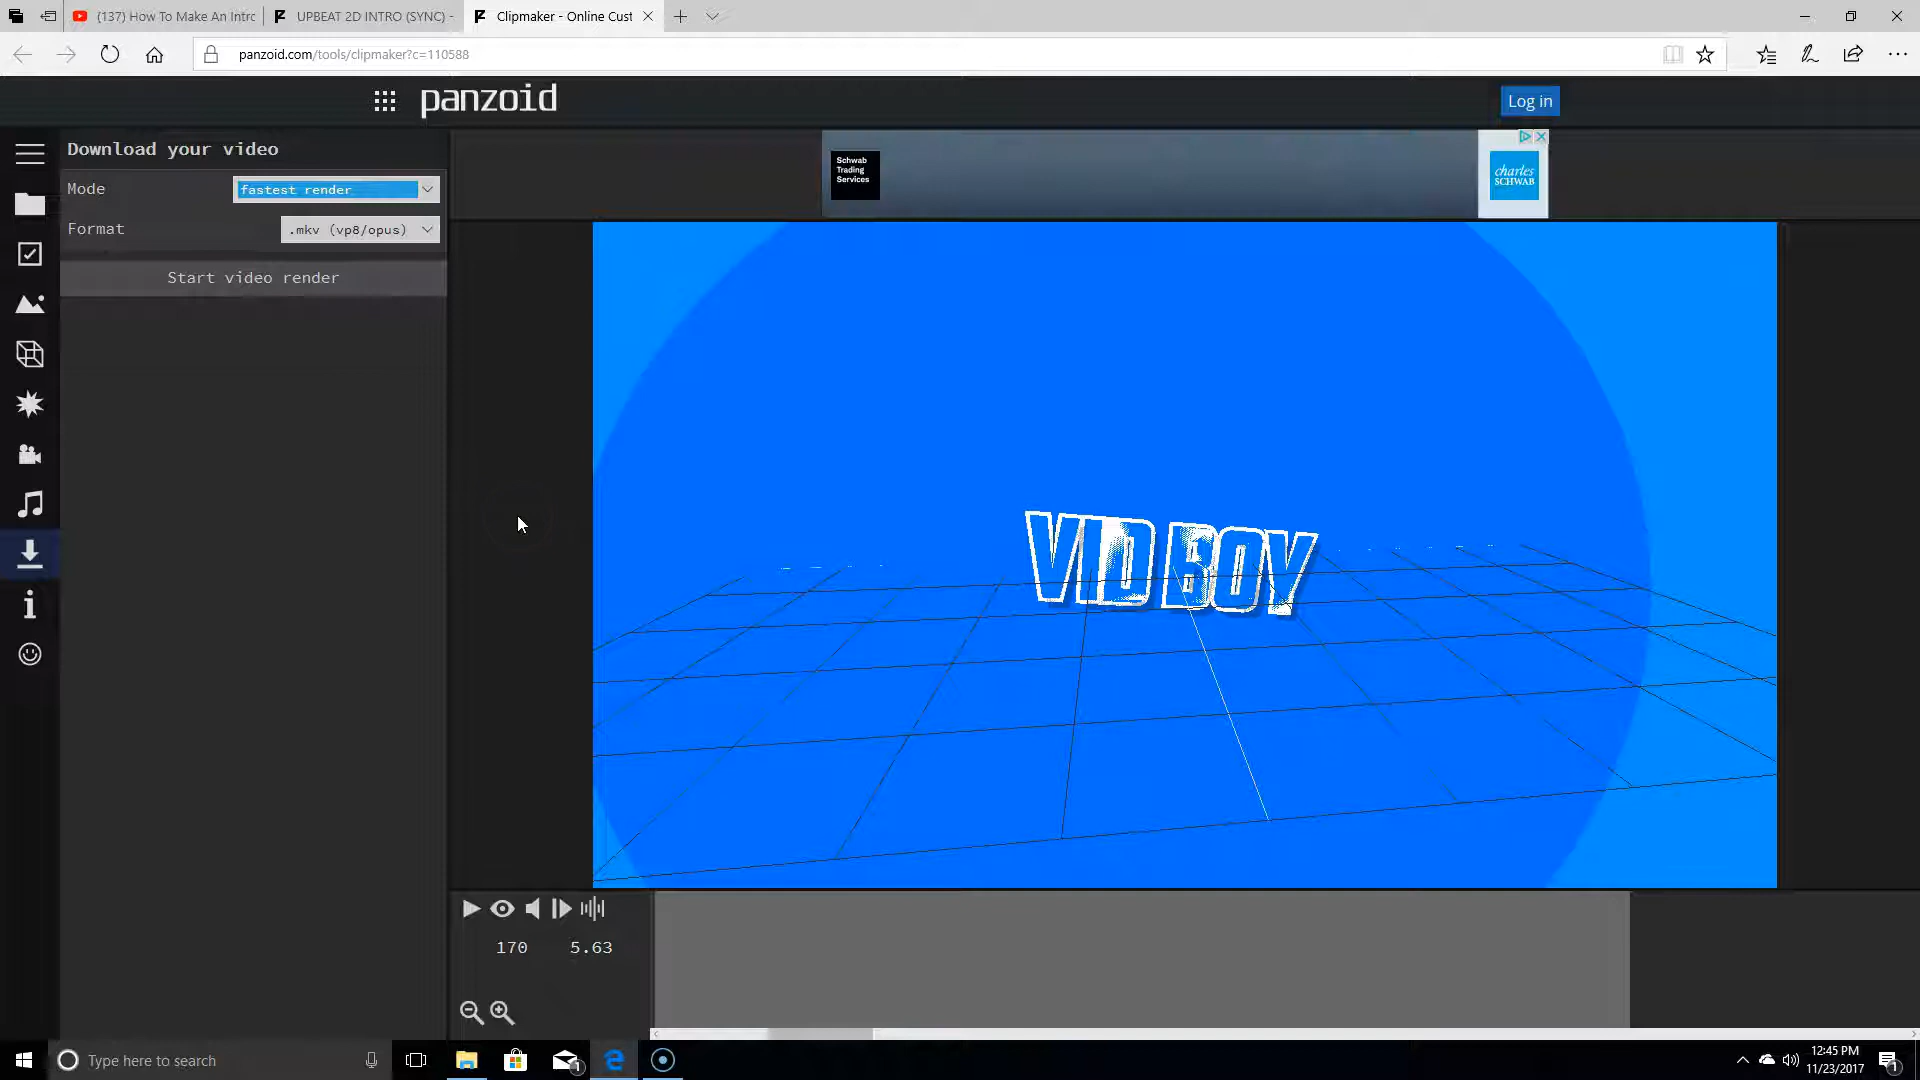 (137) How To Make An Intro
UPBEAT 2D INTRO (SYNC) -
Clipmaker - Online Cust
panzoid.com/tools/clipmaker?c=110588
panzoid
Log in
Download your video
Mode
fastest render
Format
.mkv (vp8/opus)
Start video render
Schwab
Trading
Services
charles
SCHWAB
VID BOY
170
5.63
Type here to search
1
12:45 PM
11/23/2017
1